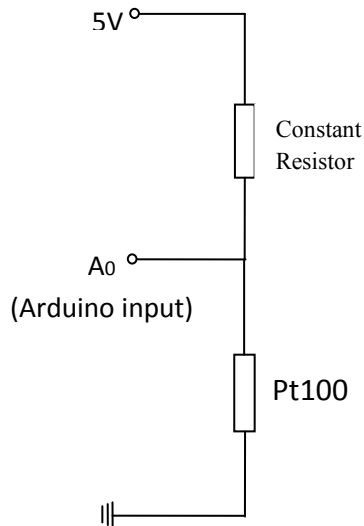 5V
Constant
Resistor
A0
(Arduino input)
Pt100